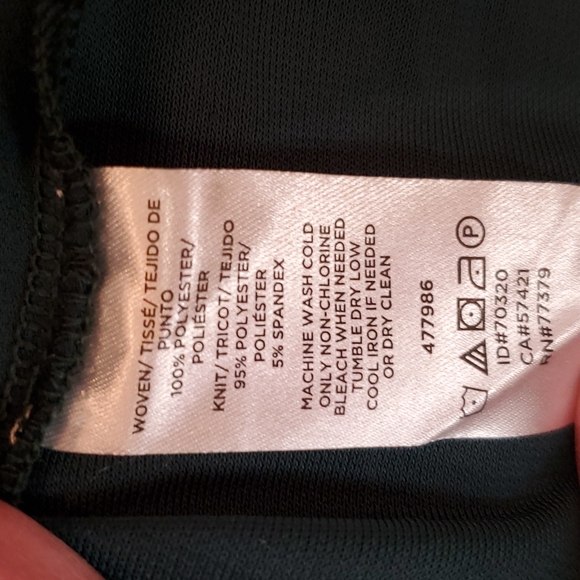 WOVEN/ TISSÉ/ TEJIDO DE
PUNTO
100% POLYESTER/
POLIESTER
KNIT/ TRICOT/ TEJIDO
95% POLYESTER/
POLIÉSTER
5% SPANDEX
MACHINE WASH COLD
ONLY NON-CHLORINE
BLEACH WHEN NEEDED
TUMBLE DRY LOW
COOL IRON IF NEEDED
OR DRY CLEAN
477986
P
ID#70320
CA#57421
RN#77379